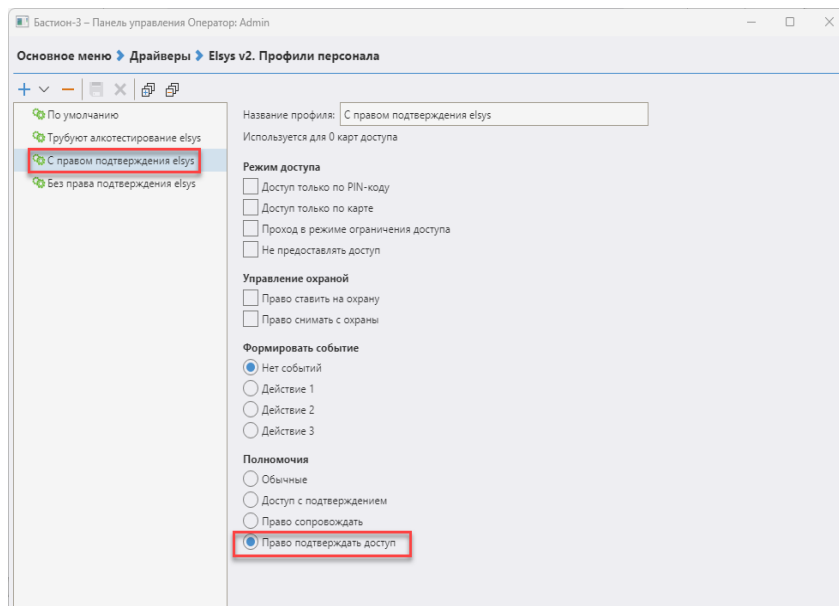 Бастион-3 – Панель управления Оператор: Admin
Основное меню > Драйверы > Elsys v2. Профили персонала
По умолчанию
Трубуют алкотестирование elsys
С правом подтверждения elsys
Без права подтверждения elsys
Название профиля: С правом подтверждения elsys
Используется для 0 карт доступа
Режим доступа
Доступ только по PIN-коду
Доступ только по карте
Проход в режиме ограничения доступа
Не предоставлять доступ
Управление охраной
Право ставить на охрану
Право снимать с охраны
Формировать событие
Нет событий
Действие 1
Действие 2
Действие 3
Полномочия
Обычные
Доступ с подтверждением
Право сопровождать
Право подтверждать доступ